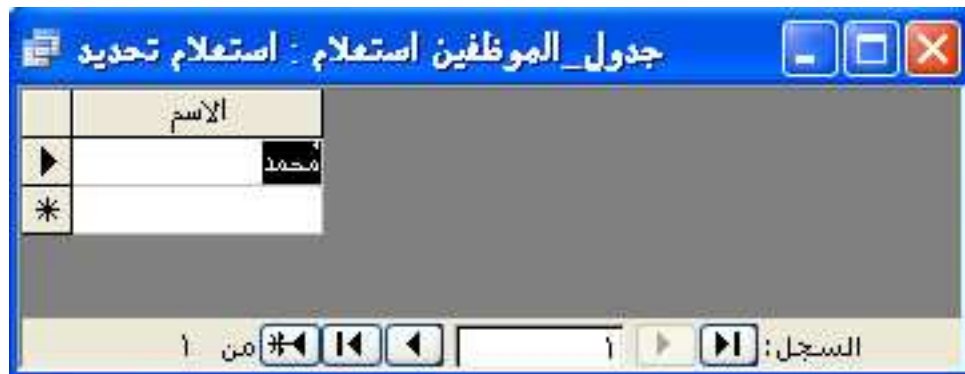 جدول_الموظفين استعلام : استعلام تحديد
الاسم
محمد
السجل: ١ من ١